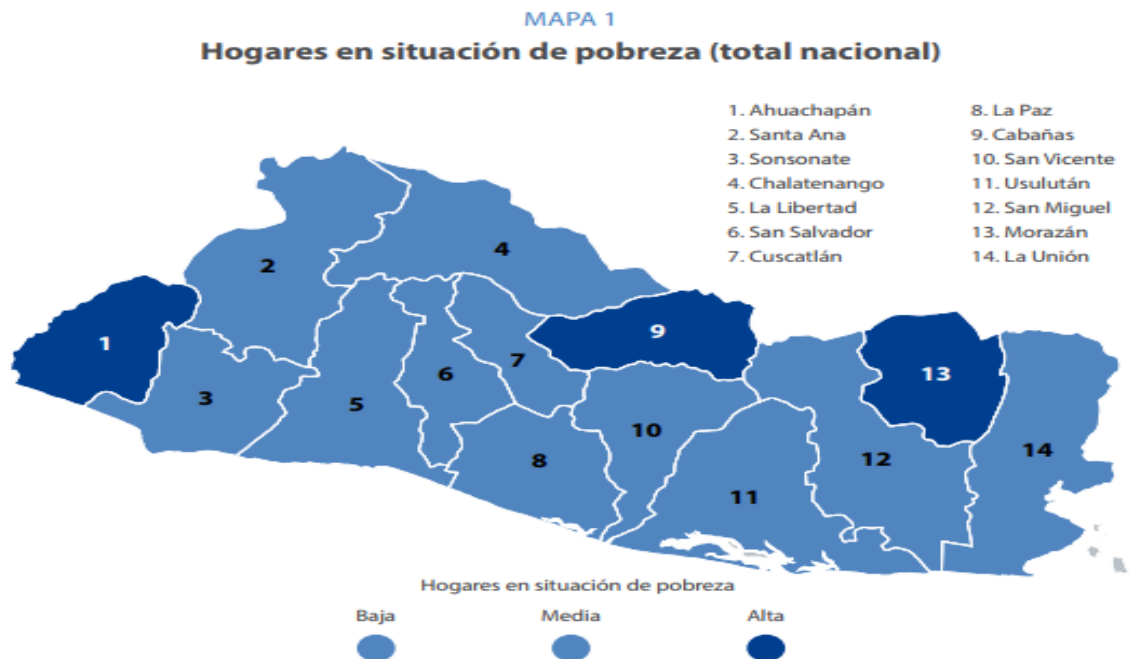 MAPA 1
Hogares en situación de pobreza (total nacional)
1. Ahuachapán
2. Santa Ana
3. Sonsonate
4. Chalatenango
5. La Libertad
6. San Salvador
7. Cuscatlán
8. La Paz
9. Cabañas
10. San Vicente
11. Usulután
12. San Miguel
13. Morazán
14. La Unión
4
2
9
1
7
13
6
3
5
10
14
12
8
11
Hogares en situación de pobreza
Baja Media Alta